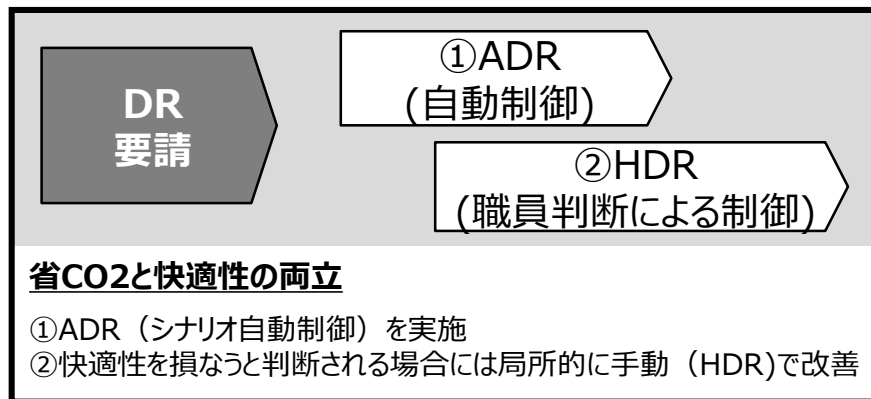 DR
要請
①ADR
(自動制御)
②HDR
(職員判断による制御)
省CO2と快適性の両立
①ADR（シナリオ自動制御）を実施
②快適性を損なうと判断される場合には局所的に手動（HDR)で改善